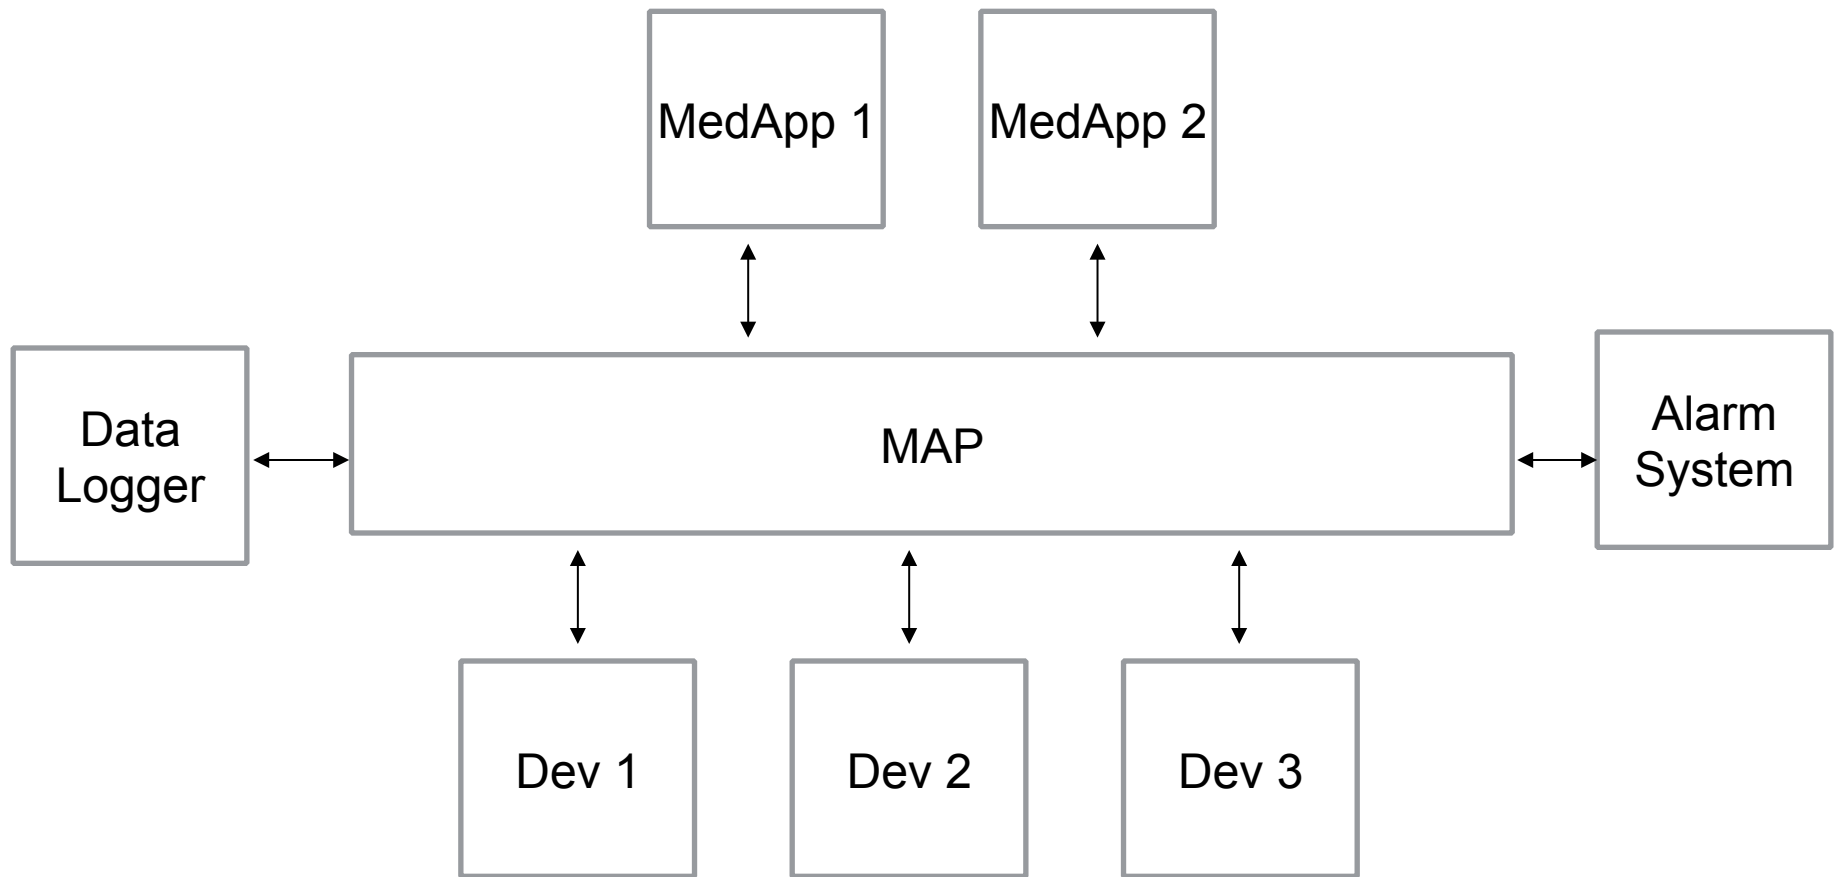 MedApp 1
MedApp 2
Data
Logger
MAP
Alarm
System
Dev 1
Dev 2
Dev 3